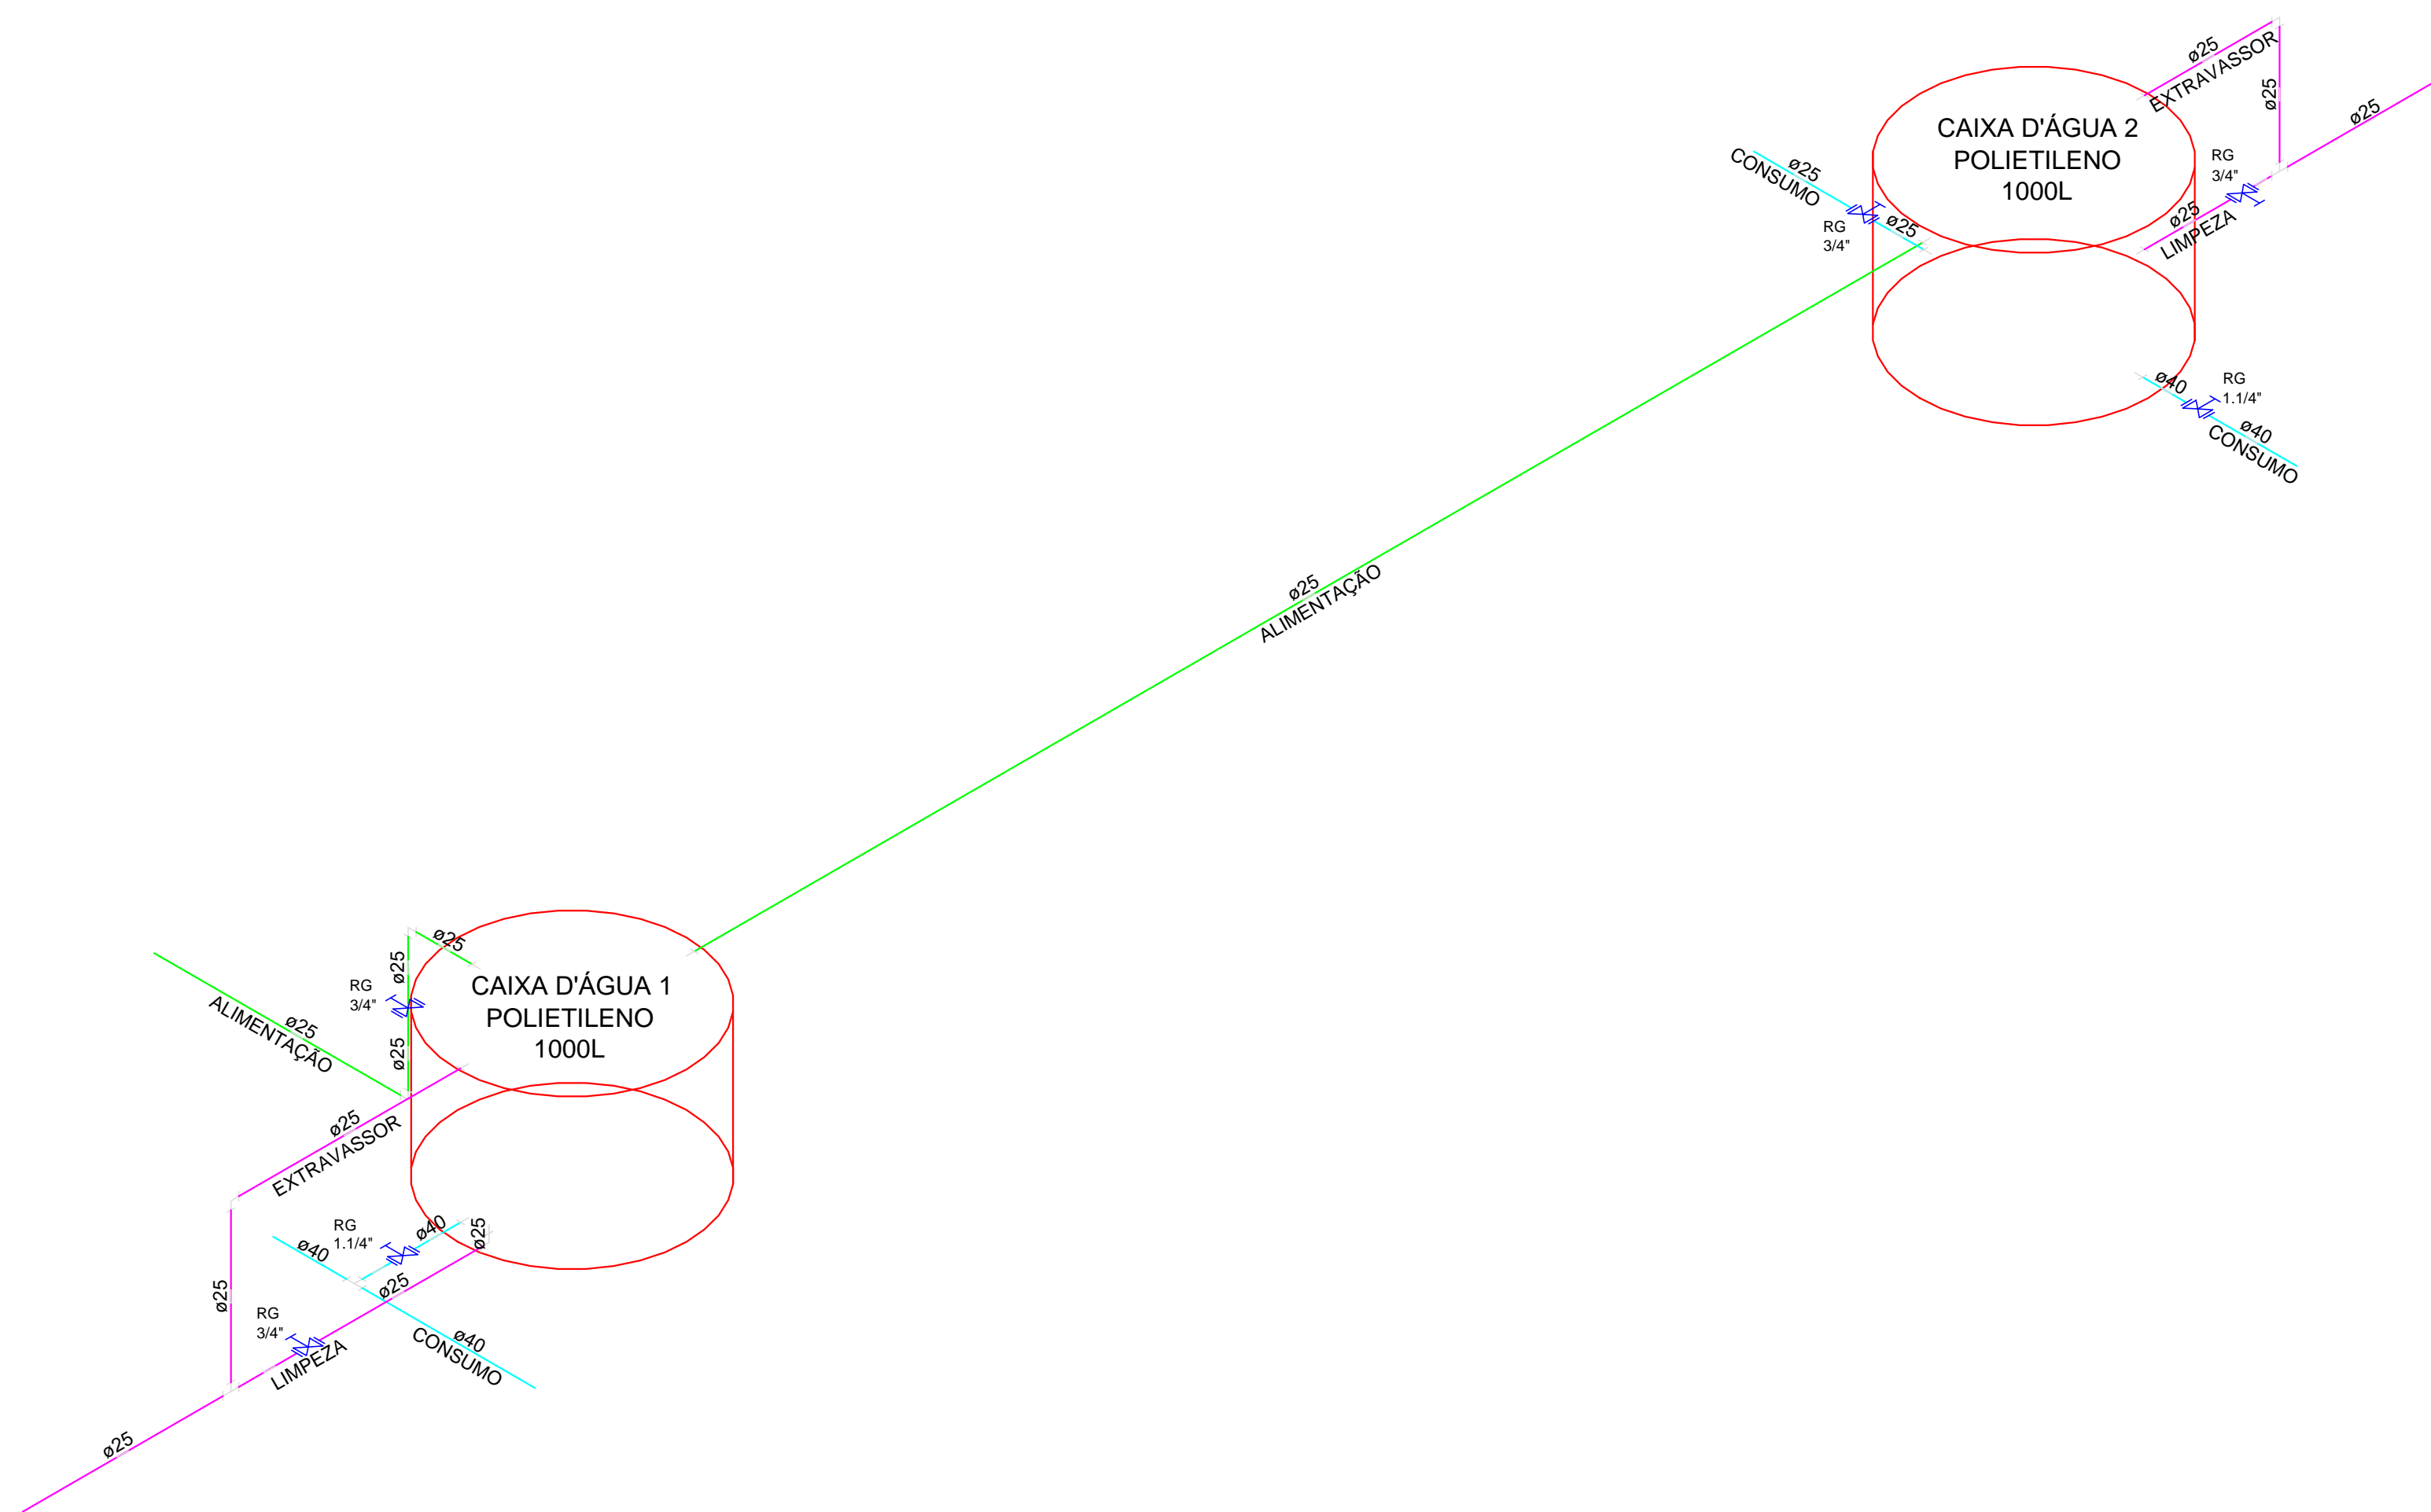 ø25
EXTRAVASSOR
ø25
ø25
CAIXA D'ÁGUA 2
POLIETILENO
1000L
RG
3/4"
ø25
LIMPEZA
ø25
CONSUMO
RG
3/4"
ø25
ø40
RG
1.1/4"
ø40
CONSUMO
ø25
ALIMENTAÇÃO
ø25
ø25
RG
3/4"
ø25
CAIXA D'ÁGUA 1
POLIETILENO
1000L
ø25
ALIMENTAÇÃO
ø25
EXTRAVASSOR
RG
1.1/4"
ø40
ø40
ø25
ø25
ø25
RG
3/4"
LIMPEZA
ø40
CONSUMO
ø25